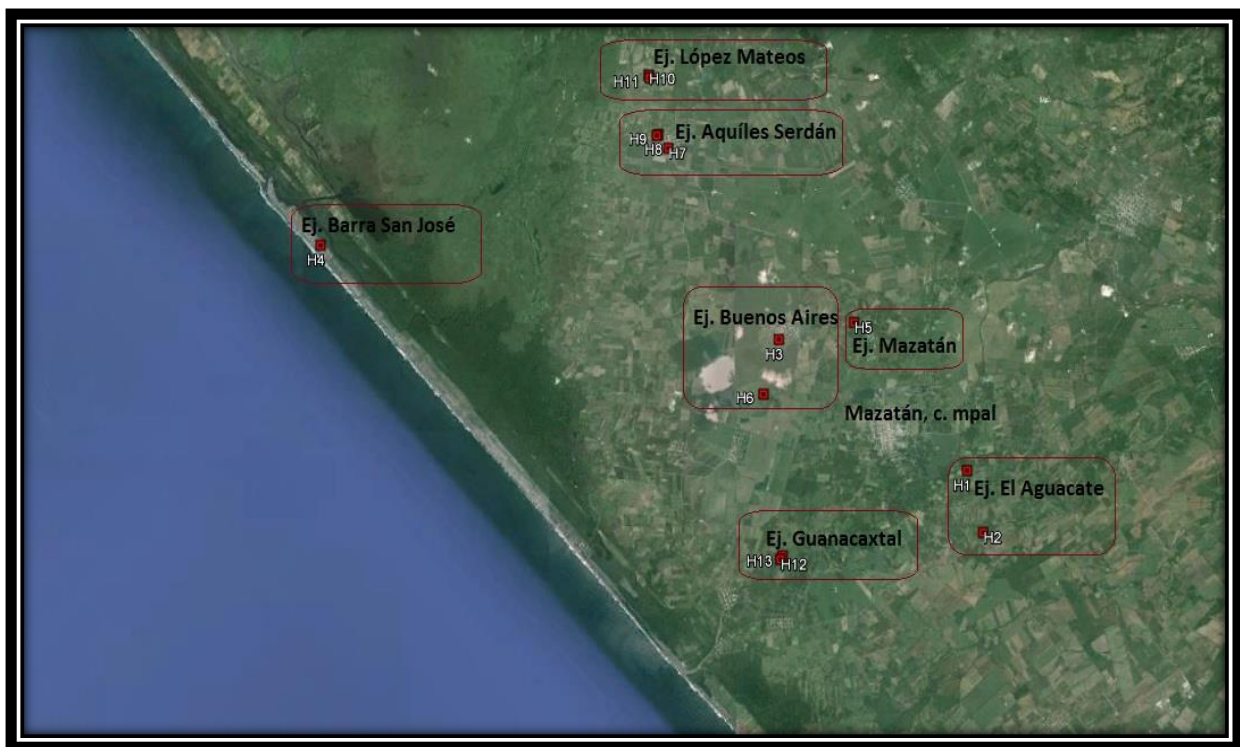 Ej. López Mateos
H11 H10
Ej. Aquíles Serdán
H9
H8 H7
Ej. Barra San José
H4
Ej. Buenos Aires
H3
H6
H5
Ej. Mazatán
Mazatán, c. mpal
H1
Ej. El Aguacate
H2
Ej. Guanacaxtal
H13 H12